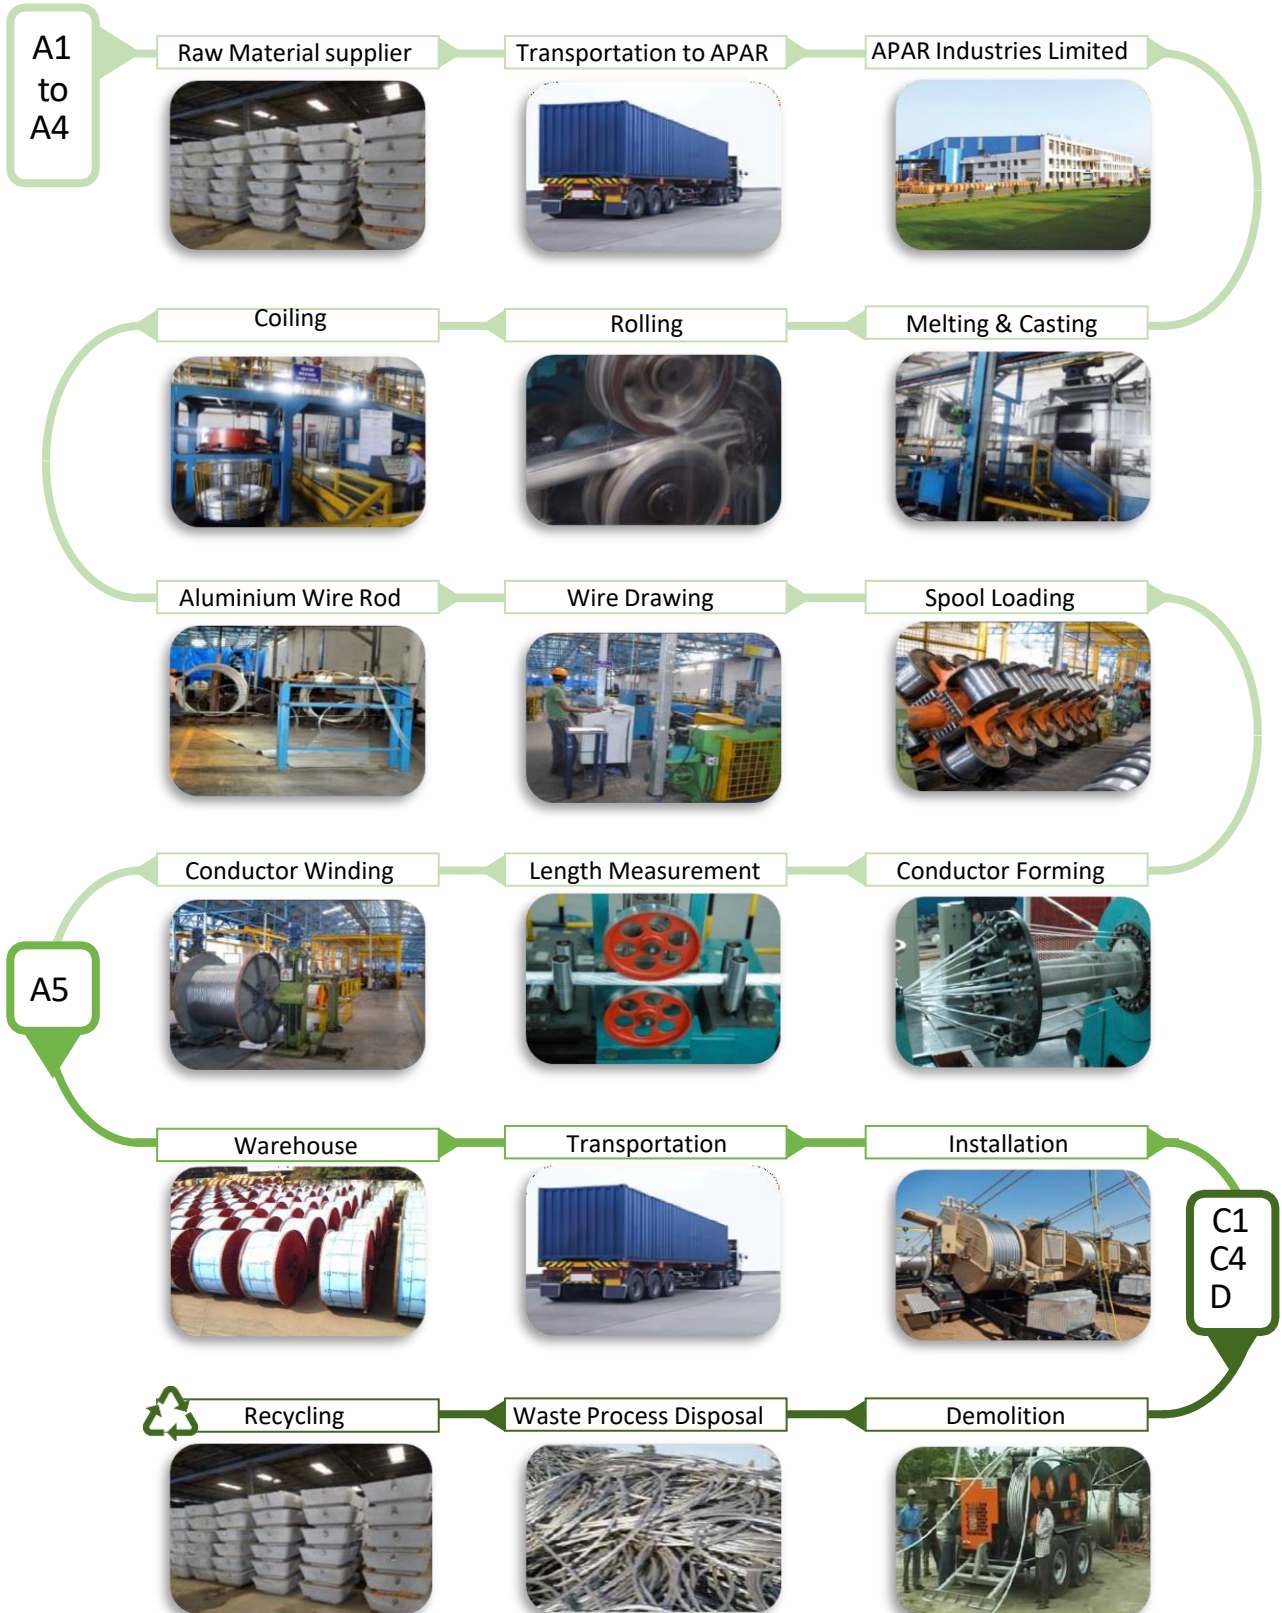 A1
to
A4
Raw Material supplier
Transportation to APAR
APAR Industries Limited
Melting & Casting
Rolling
Coiling
Aluminium Wire Rod
Wire Drawing
Spool Loading
Conductor Forming
Length Measurement
Conductor Winding
A5
Warehouse
Transportation
Installation
C1
C4
D
Demolition
Waste Process Disposal
Recycling